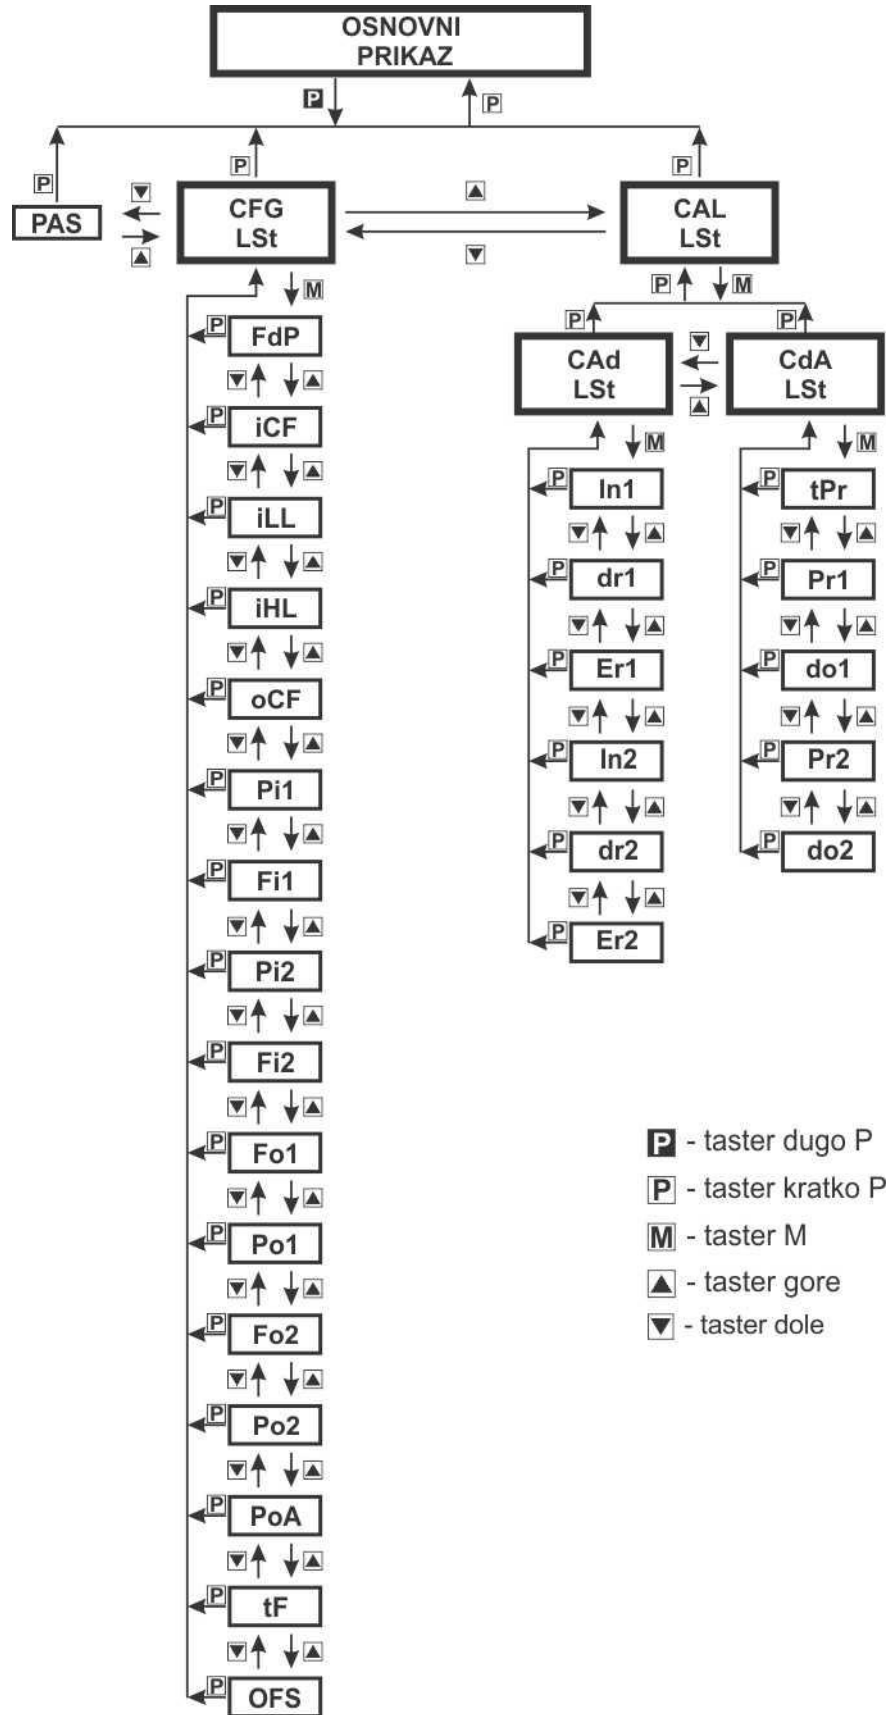 OSNOVNI
PRIKAZ
P
P
P
P
P
PAS
CFG
LSt
CAL
LSt
M
P
M
P
FdP
P
P
CAd
LSt
CdA
LSt
P
iCF
M
M
P
iLL
P
In1
P
tPr
P
iHL
P
dr1
P
Pr1
P
oCF
P
Er1
P
do1
P
Pi1
P
In2
P
Pr2
P
Fi1
P
dr2
P
do2
P
Pi2
P
Er2
P
Fi2
P
Fo1
P - taster dugo P
P - taster kratko P
P
Po1
M - taster M
▲ - taster gore
P
Fo2
▼ - taster dole
P
Po2
P
PoA
P
tF
P
OFS